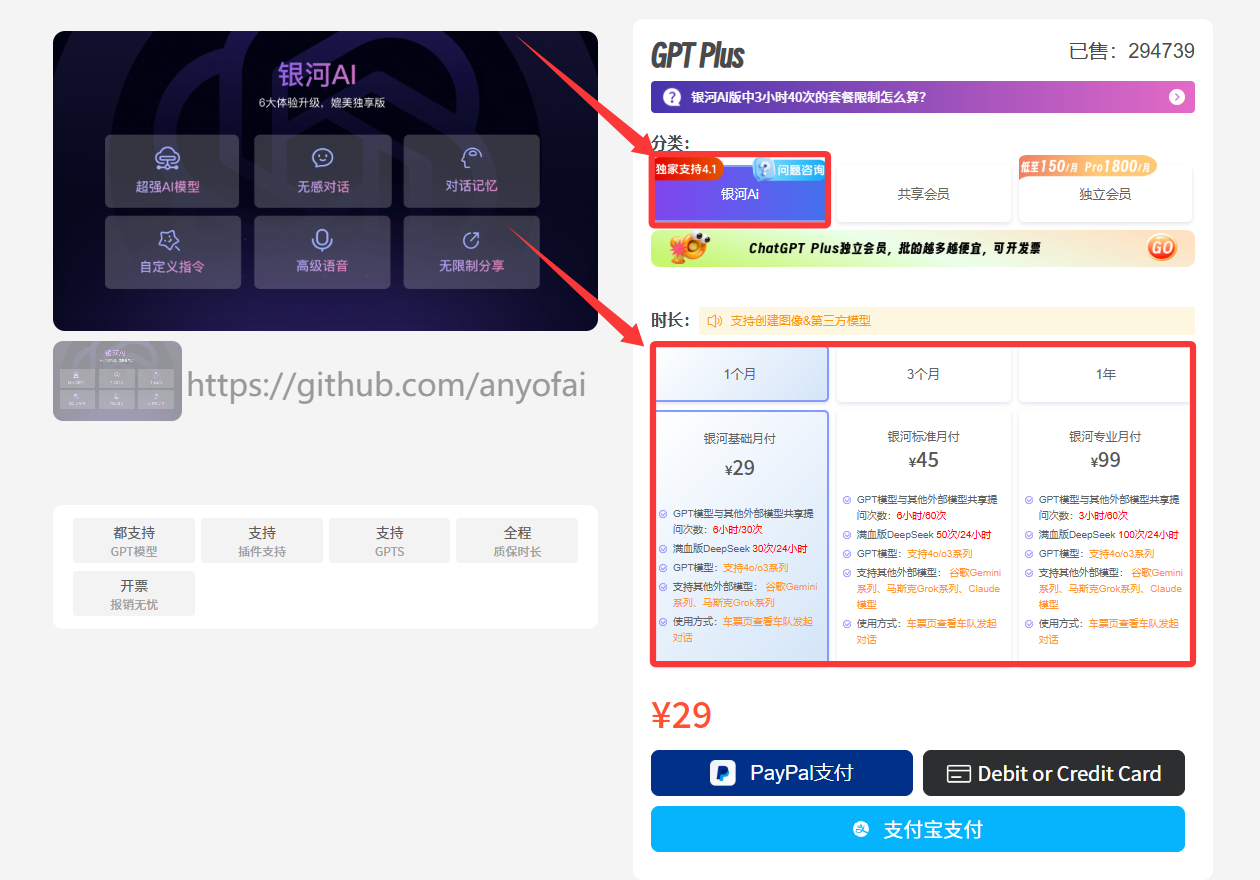 银河AI
6大体验升级，媲美独享版
超强AI模型
无感对话
对话记忆
自定义指令
高级语音
无限制分享
银河AI
https://github.com/anyofai
都支持
GPT模型
支持
插件支持
支持
GPTS
全程
质保时长
开票
报销无忧
GPT Plus
已售：294739
银河AI版中3小时40次的套餐限制怎么算?
分类：
独家支持4.1
问题咨询
银河Ai
共享会员
低至150/月 Pro1800/月
独立会员
ChatGPT Plus独立会员，批的越多越便宜，可开发票
GO
时长：
支持创建图像&第三方模型
1个月
3个月
1年
银河基础月付
¥29
GPT模型与其他外部模型共享提
问次数：6小时/30次
满血版DeepSeek 30次/24小时
GPT模型：支持4o/o3系列
支持其他外部模型：谷歌Gemini
系列、马斯克Grok系列
使用方式：车票页查看车队发起
对话
银河标准月付
¥45
GPT模型与其他外部模型共享提
问次数：6小时/60次
满血版DeepSeek 50次/24小时
GPT模型：支持4o/o3系列
支持其他外部模型：谷歌Gemini
系列、马斯克Grok系列、Claude
模型
使用方式：车票页查看车队发起
对话
银河专业月付
¥99
GPT模型与其他外部模型共享提
问次数：3小时/60次
满血版DeepSeek 100次/24小时
GPT模型：支持4o/o3系列
支持其他外部模型：谷歌Gemini
系列、马斯克Grok系列、Claude
模型
使用方式：车票页查看车队发起
对话
¥29
PayPal支付
Debit or Credit Card
支付宝支付